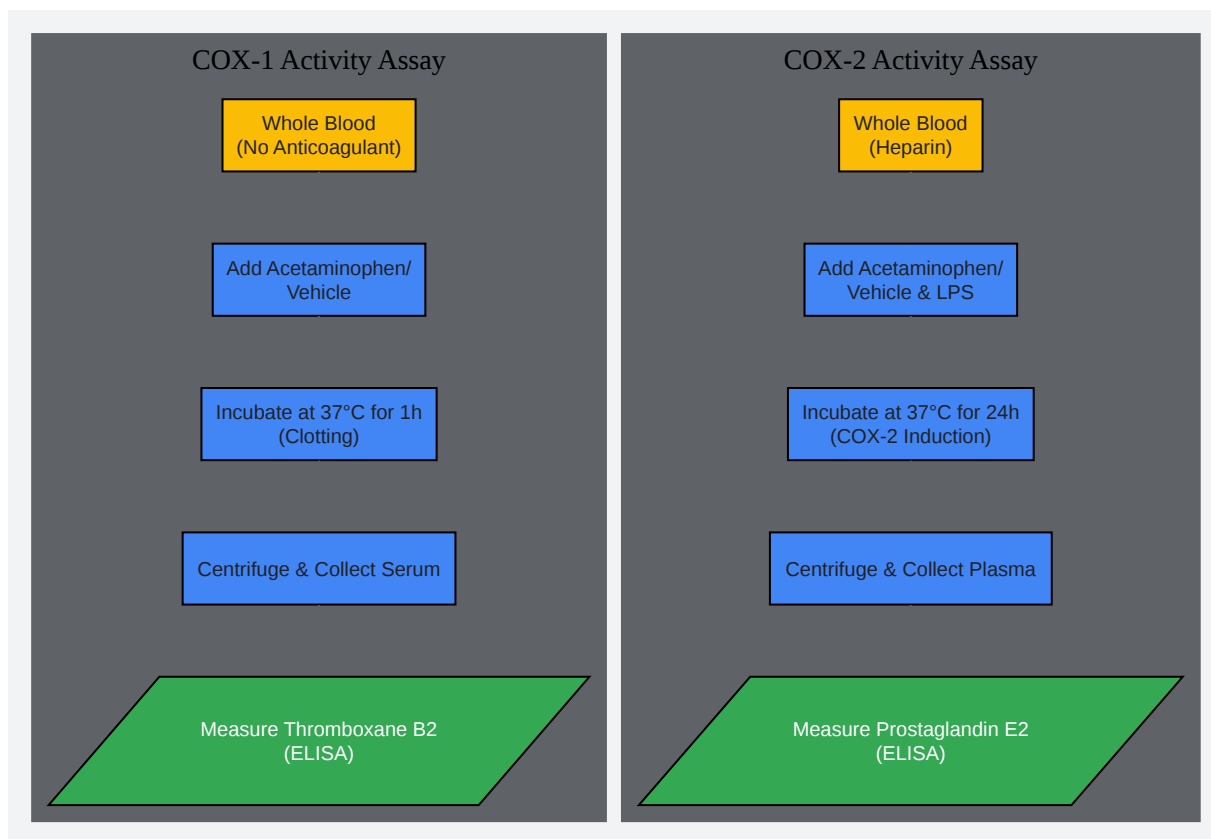 COX-1 Activity Assay
Whole Blood
(No Anticoagulant)
Add Acetaminophen/
Vehicle
Incubate at 37°C for 1h
(Clotting)
Centrifuge & Collect Serum
Measure Thromboxane B2
(ELISA)
COX-2 Activity Assay
Whole Blood
(Heparin)
Add Acetaminophen/
Vehicle & LPS
Incubate at 37°C for 24h
(COX-2 Induction)
Centrifuge & Collect Plasma
Measure Prostaglandin E2
(ELISA)